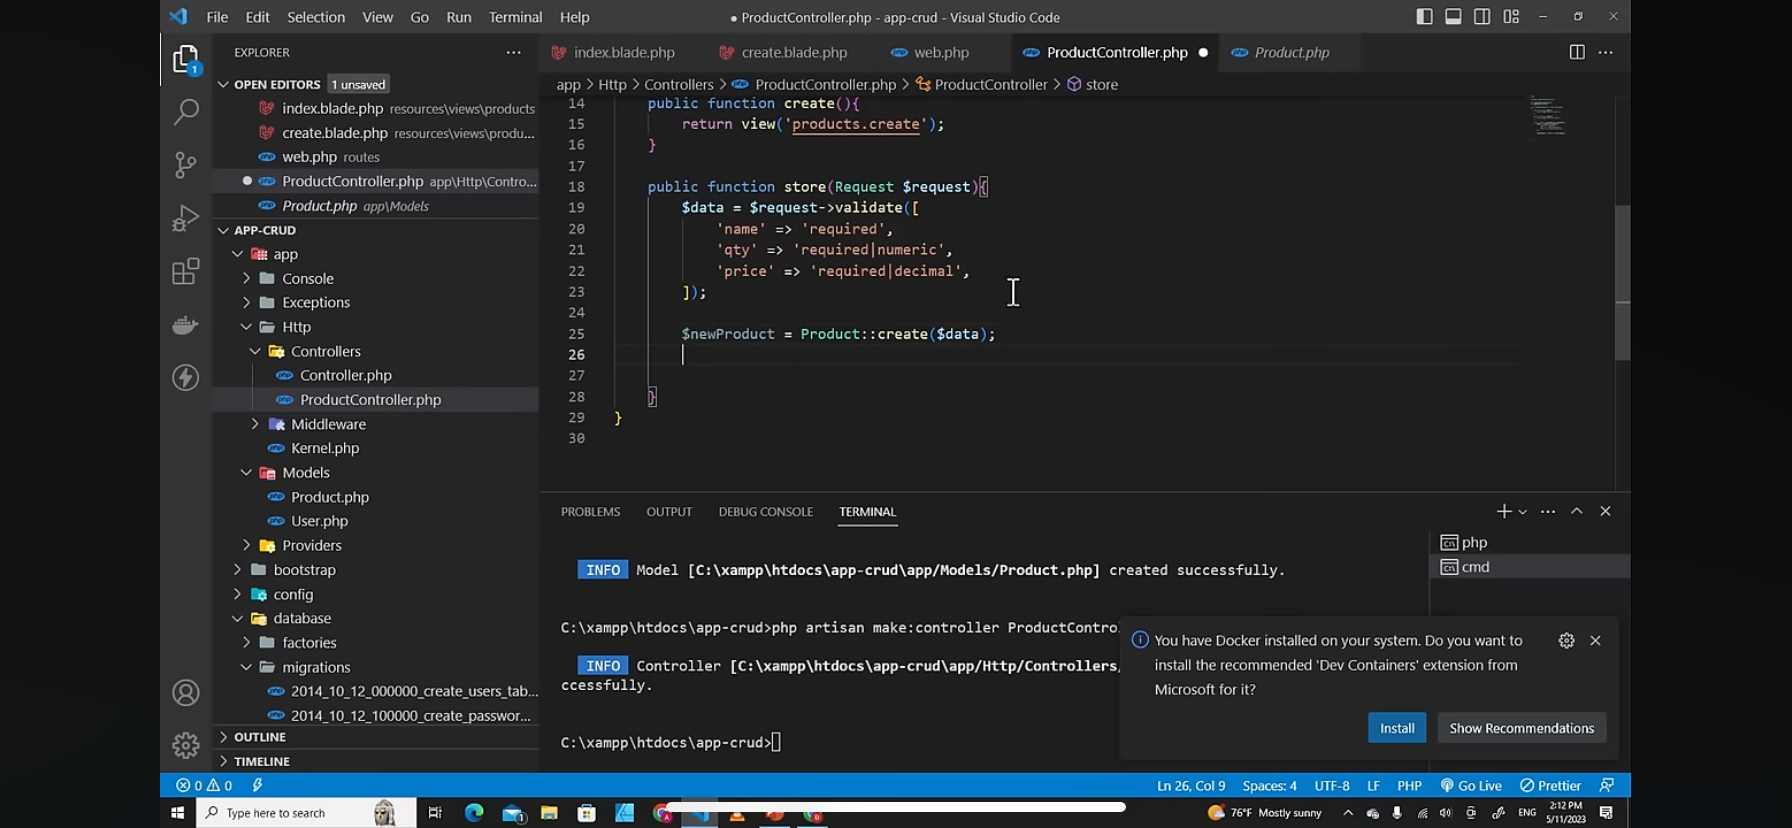 File Edit Selection View Go Run Terminal Help
● ProductController.php - app-crud - Visual Studio Code
EXPLORER
index.blade.php create.blade.php web.php ProductController.php Product.php
OPEN EDITORS 1 unsaved
index.blade.php resources\views\products
create.blade.php resources\views\produ...
web.php routes
ProductController.php app\Http\Contro...
Product.php app\Models
APP-CRUD
app
Console
Exceptions
Http
Controllers
Controller.php
ProductController.php
Middleware
Kernel.php
Models
Product.php
User.php
Providers
bootstrap
config
database
factories
migrations
2014_10_12_000000_create_users_tab...
2014_10_12_100000_create_passwor...
OUTLINE
TIMELINE
app > Http > Controllers > ProductController.php > ProductController > store
14 public function create(){
15 return view('products.create');
16 }
17
18 public function store(Request $request){
19 $data = $request->validate([
20 'name' => 'required',
21 'qty' => 'required|numeric',
22 'price' => 'required|decimal',
23 ]);
24
25 $newProduct = Product::create($data);
26
27
28 }
29 }
30
PROBLEMS OUTPUT DEBUG CONSOLE TERMINAL
php
cmd
INFO Model [C:\xampp\htdocs\app-crud\app/Models/Product.php] created successfully.
C:\xampp\htdocs\app-crud>php artisan make:controller ProductContro
INFO Controller [C:\xampp\htdocs\app-crud\app/Http/Controllers/
ccessfully.
C:\xampp\htdocs\app-crud>
You have Docker installed on your system. Do you want to
install the recommended 'Dev Containers' extension from
Microsoft for it?
Install Show Recommendations
0 0 Ln 26, Col 9 Spaces: 4 UTF-8 LF PHP Go Live Prettier
Type here to search 76°F Mostly sunny ENG 2:12 PM
5/11/2023